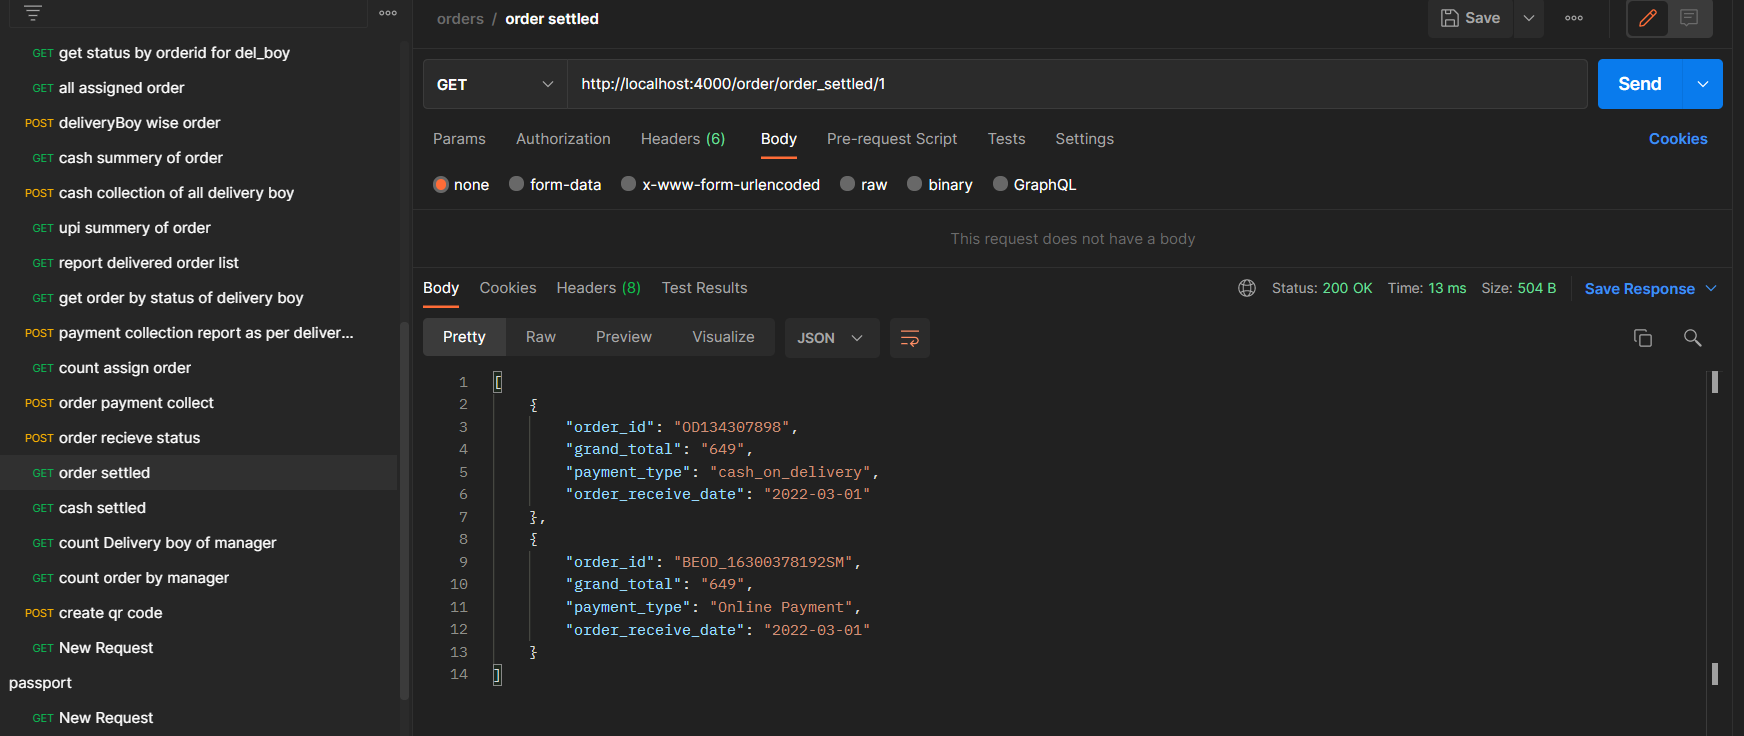 GET get status by orderid for del_boy
GET all assigned order
POST deliveryBoy wise order
GET cash summery of order
POST cash collection of all delivery boy
GET upi summery of order
GET report delivered order list
GET get order by status of delivery boy
POST payment collection report as per deliver...
GET count assign order
POST order payment collect
POST order recieve status
GET order settled
GET cash settled
GET count Delivery boy of manager
GET count order by manager
POST create qr code
GET New Request
passport
GET New Request
orders / order settled
Save
GET http://localhost:4000/order/order_settled/1 Send
Params Authorization Headers (6) Body Pre-request Script Tests Settings Cookies
none form-data x-www-form-urlencoded raw binary GraphQL
This request does not have a body
Body Cookies Headers (8) Test Results Status: 200 OK Time: 13 ms Size: 504 B Save Response
Pretty Raw Preview Visualize JSON
1 [
2 {
3 "order_id": "OD134307898",
4 "grand_total": "649",
5 "payment_type": "cash_on_delivery",
6 "order_receive_date": "2022-03-01"
7 },
8 {
9 "order_id": "BEOD_16300378192SM",
10 "grand_total": "649",
11 "payment_type": "Online Payment",
12 "order_receive_date": "2022-03-01"
13 }
14 ]